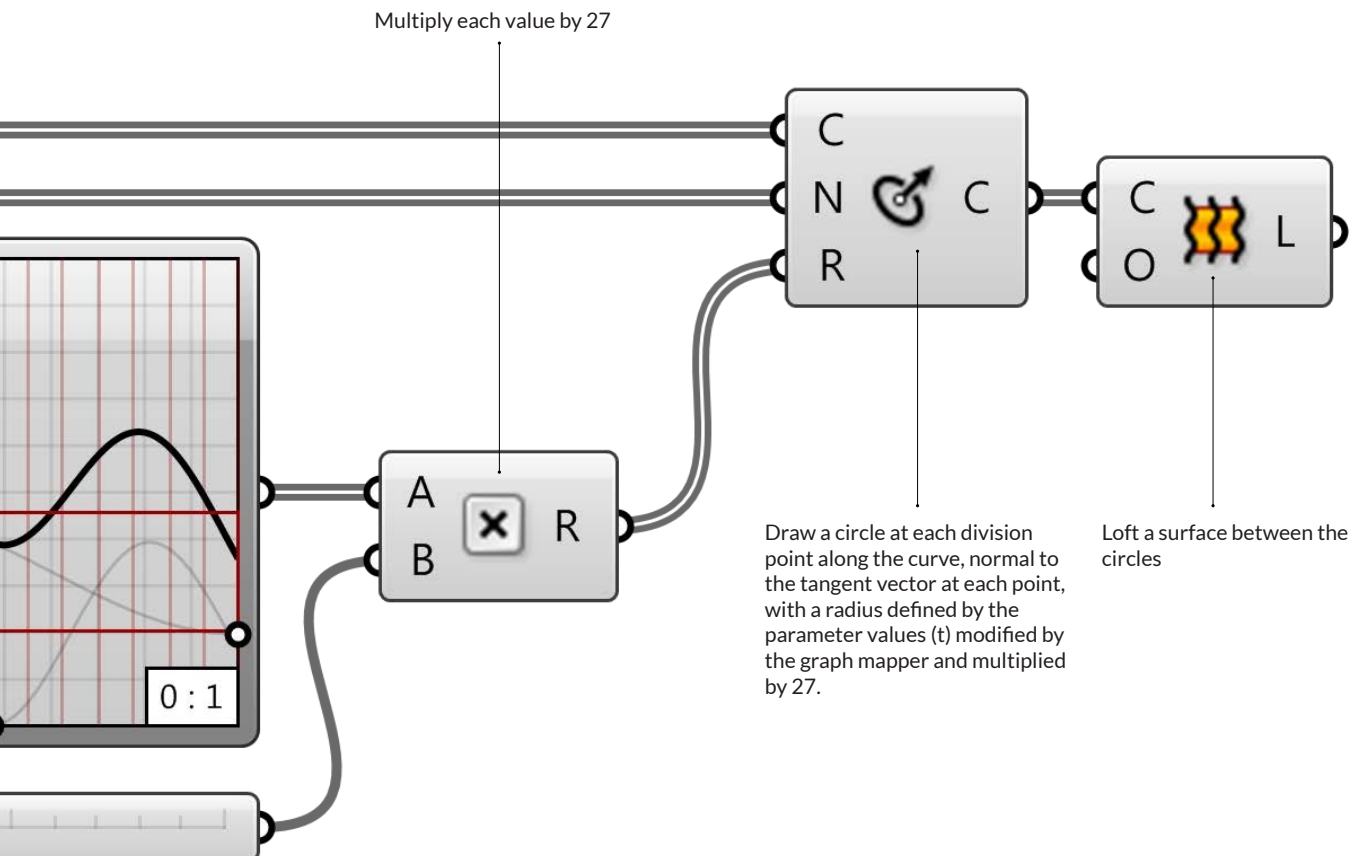 Multiply each value by 27
C
N
C
R
C
L
O
A
R
B
0 : 1
Draw a circle at each division
point along the curve, normal to
the tangent vector at each point,
with a radius defined by the
parameter values (t) modified by
the graph mapper and multiplied
by 27.
Loft a surface between the
circles